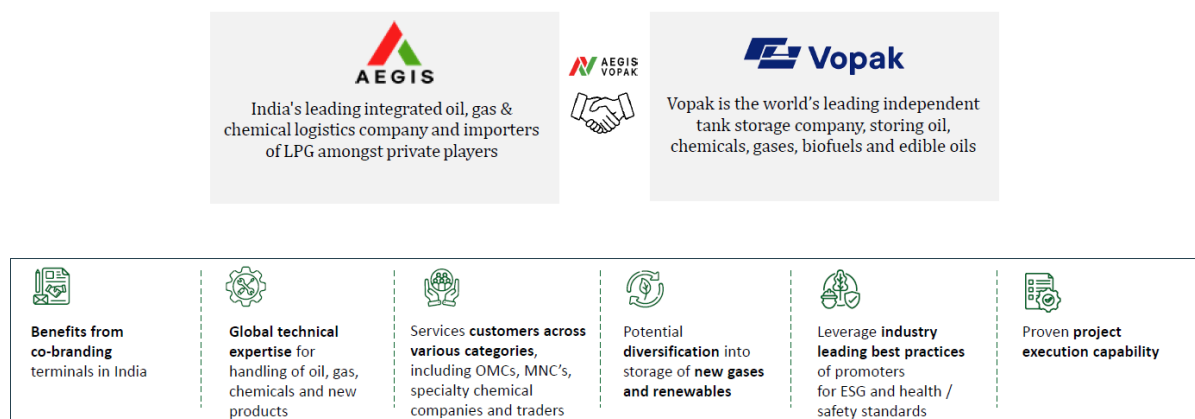 AEGIS
India's leading integrated oil, gas &
chemical logistics company and importers
of LPG amongst private players
AEGIS
VOPAK
Vopak
Vopak is the world’s leading independent
tank storage company, storing oil,
chemicals, gases, biofuels and edible oils
Benefits from
co-branding
terminals in India
Global technical
expertise for
handling of oil, gas,
chemicals and new
products
Services customers across
various categories,
including OMCs, MNC’s,
specialty chemical
companies and traders
Potential
diversification into
storage of new gases
and renewables
Leverage industry
leading best practices
of promoters
for ESG and health /
safety standards
Proven project
execution capability